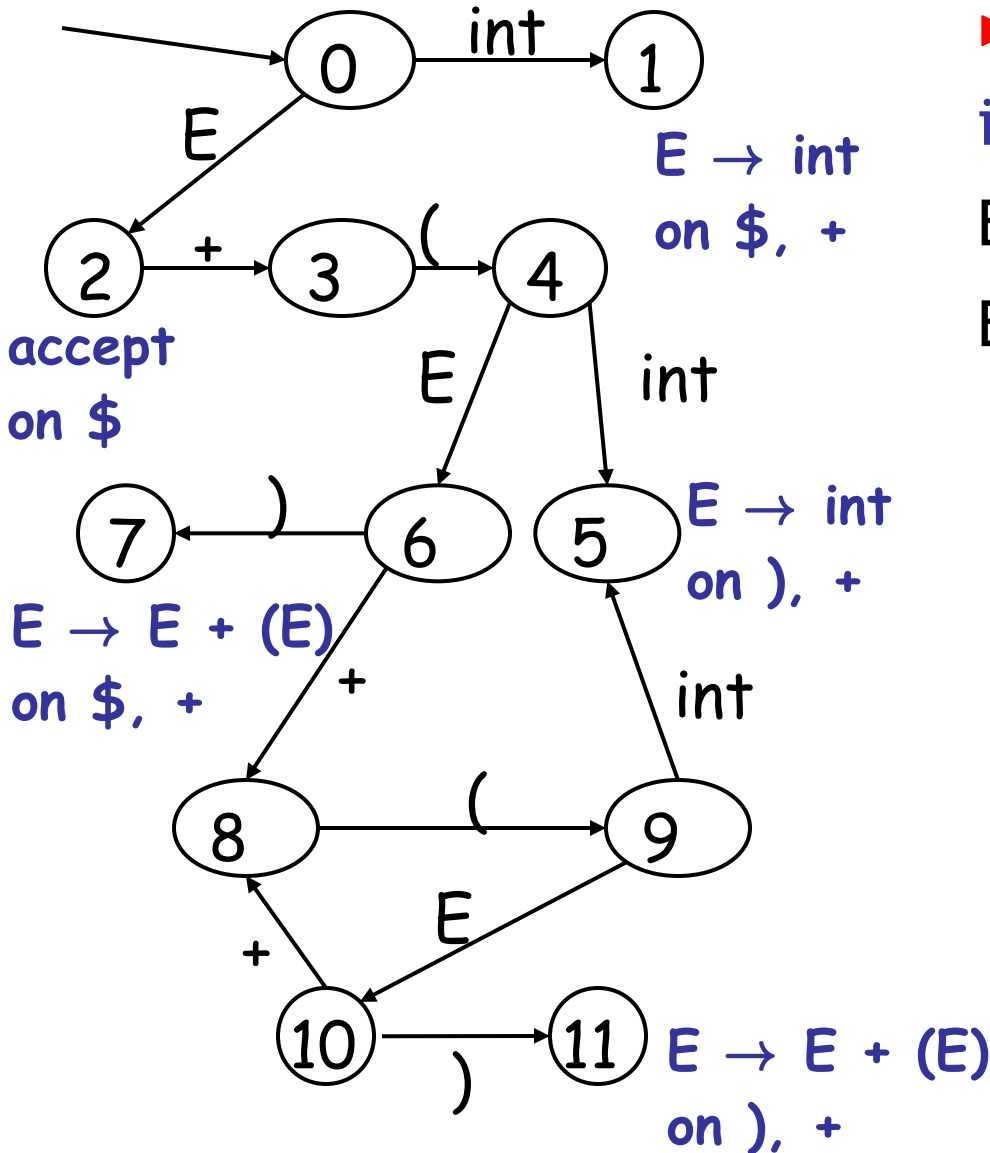 int
0
1
E
E → int
on $, +
+
(
2
3
4
accept
on $
E
int
)
7
6
5
E → int
on ), +
E → E + (E)
on $, +
+
int
(
8
9
E
+
10
11
)
E → E + (E)
on ), +